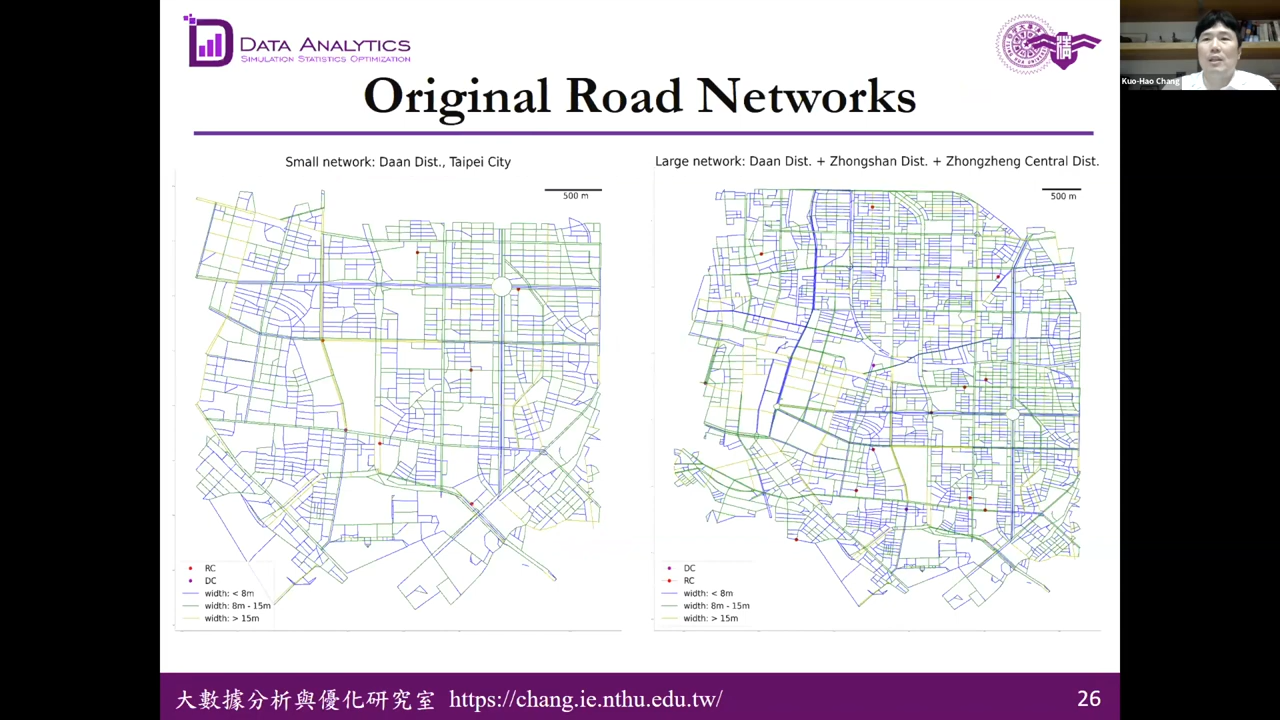 DATA ANALYTICS
SIMULATION STATISTICS OPTIMIZATION
Kuo-Hao Chang
Original Road Networks
Small network: Daan Dist., Taipei City
500 m
RC
DC
width: < 8m
width: 8m - 15m
width: > 15m
Large network: Daan Dist. + Zhongshan Dist. + Zhongzheng Central Dist.
500 m
DC
RC
width: < 8m
width: 8m - 15m
width: > 15m
大數據分析與優化研究室 https://chang.ie.nthu.edu.tw/
26